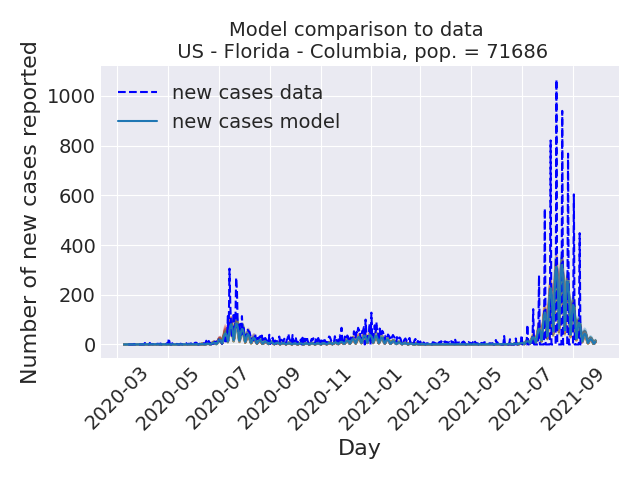 Model comparison to data
US - Florida - Columbia, pop. = 71686
Number of new cases reported
1000
800
600
400
200
0
new cases data
new cases model
2020-03
2020-05
2020-07
2020-09
2020-11
2021-01
2021-03
2021-05
2021-07
2021-09
Day